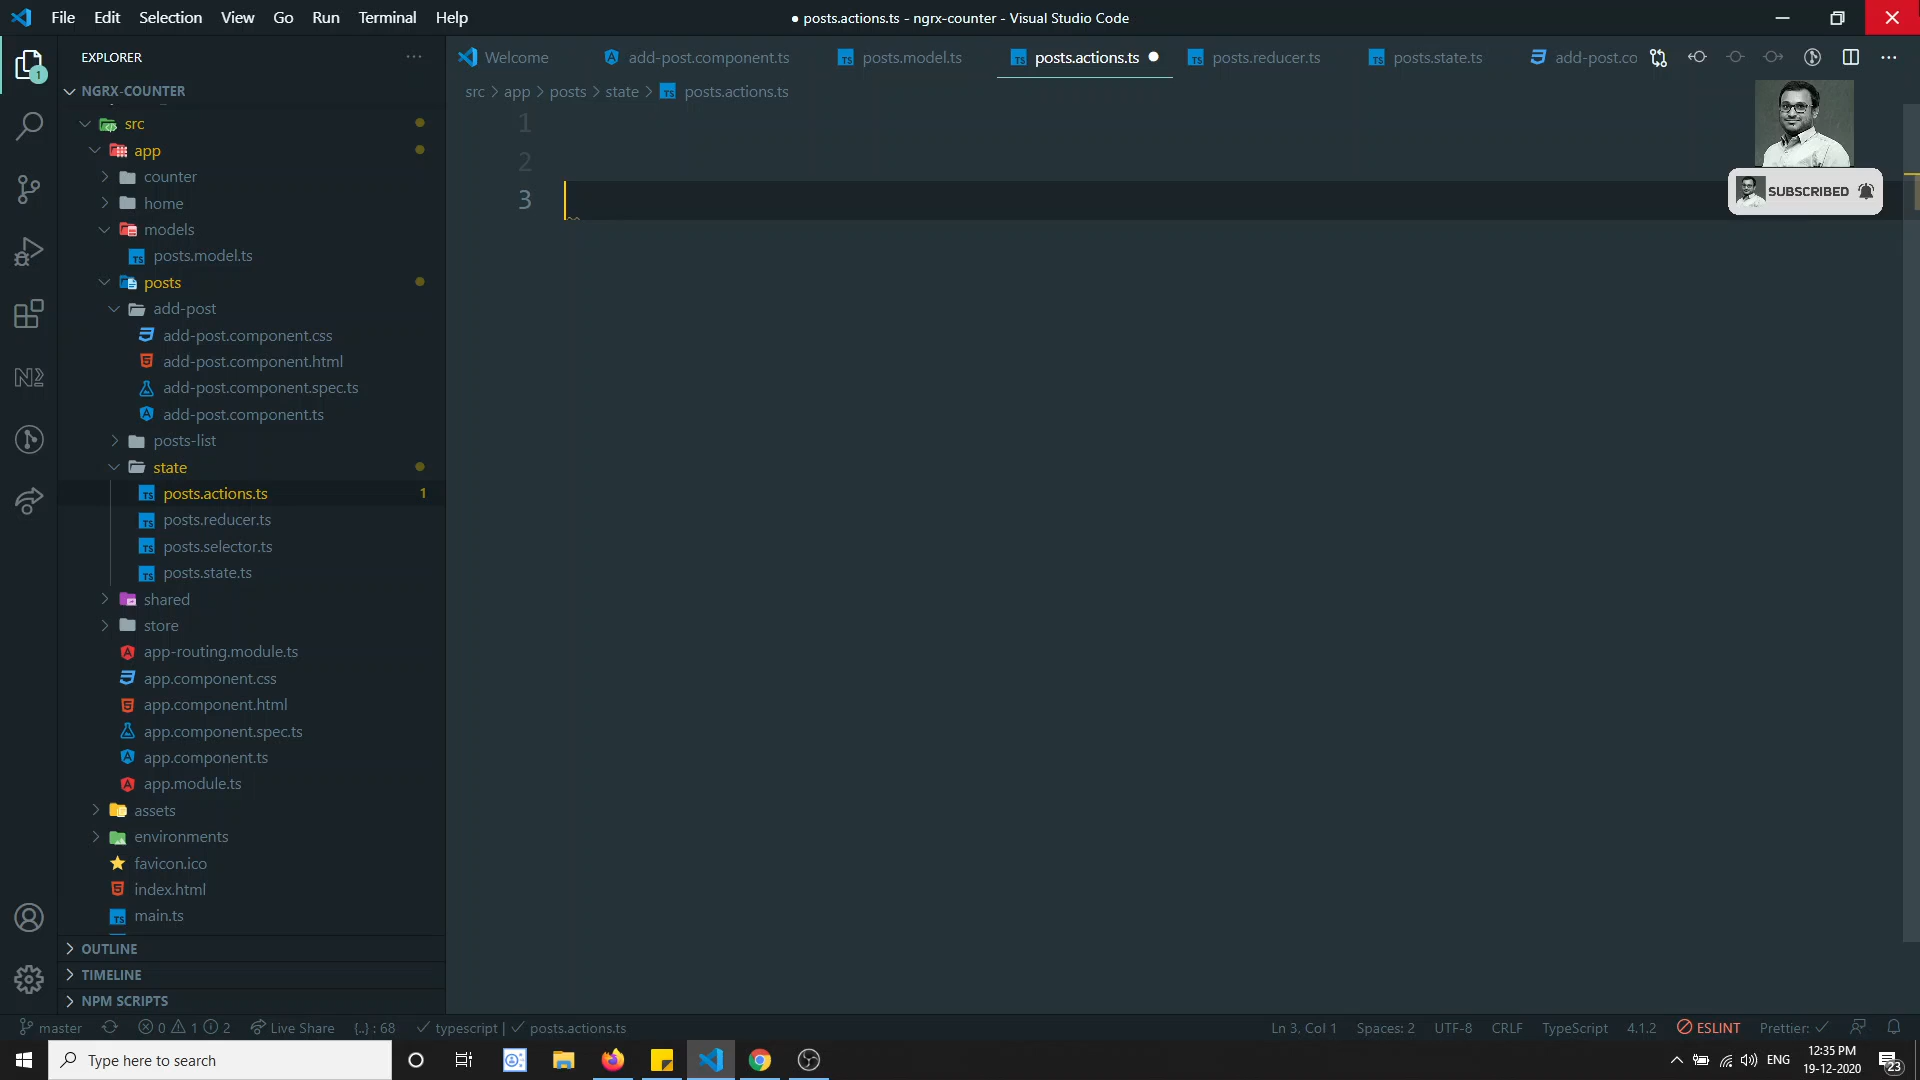 File Edit Selection View Go Run Terminal Help
● posts.actions.ts - ngrx-counter - Visual Studio Code
EXPLORER
Welcome
add-post.component.ts
posts.model.ts
posts.actions.ts
posts.reducer.ts
posts.state.ts
add-post.co
NGRX-COUNTER
src > app > posts > state > posts.actions.ts
src
app
counter
home
models
posts.model.ts
posts
add-post
add-post.component.css
add-post.component.html
add-post.component.spec.ts
add-post.component.ts
posts-list
state
posts.actions.ts 1
posts.reducer.ts
posts.selector.ts
posts.state.ts
shared
store
app-routing.module.ts
app.component.css
app.component.html
app.component.spec.ts
app.component.ts
app.module.ts
assets
environments
favicon.ico
index.html
main.ts
OUTLINE
TIMELINE
NPM SCRIPTS
1
2
3
SUBSCRIBED
master 0 1 2 Live Share {..} : 68 typescript | posts.actions.ts
Ln 3, Col 1 Spaces: 2 UTF-8 CRLF TypeScript 4.1.2 ESLINT Prettier:
Type here to search
ENG
12:35 PM
19-12-2020
23